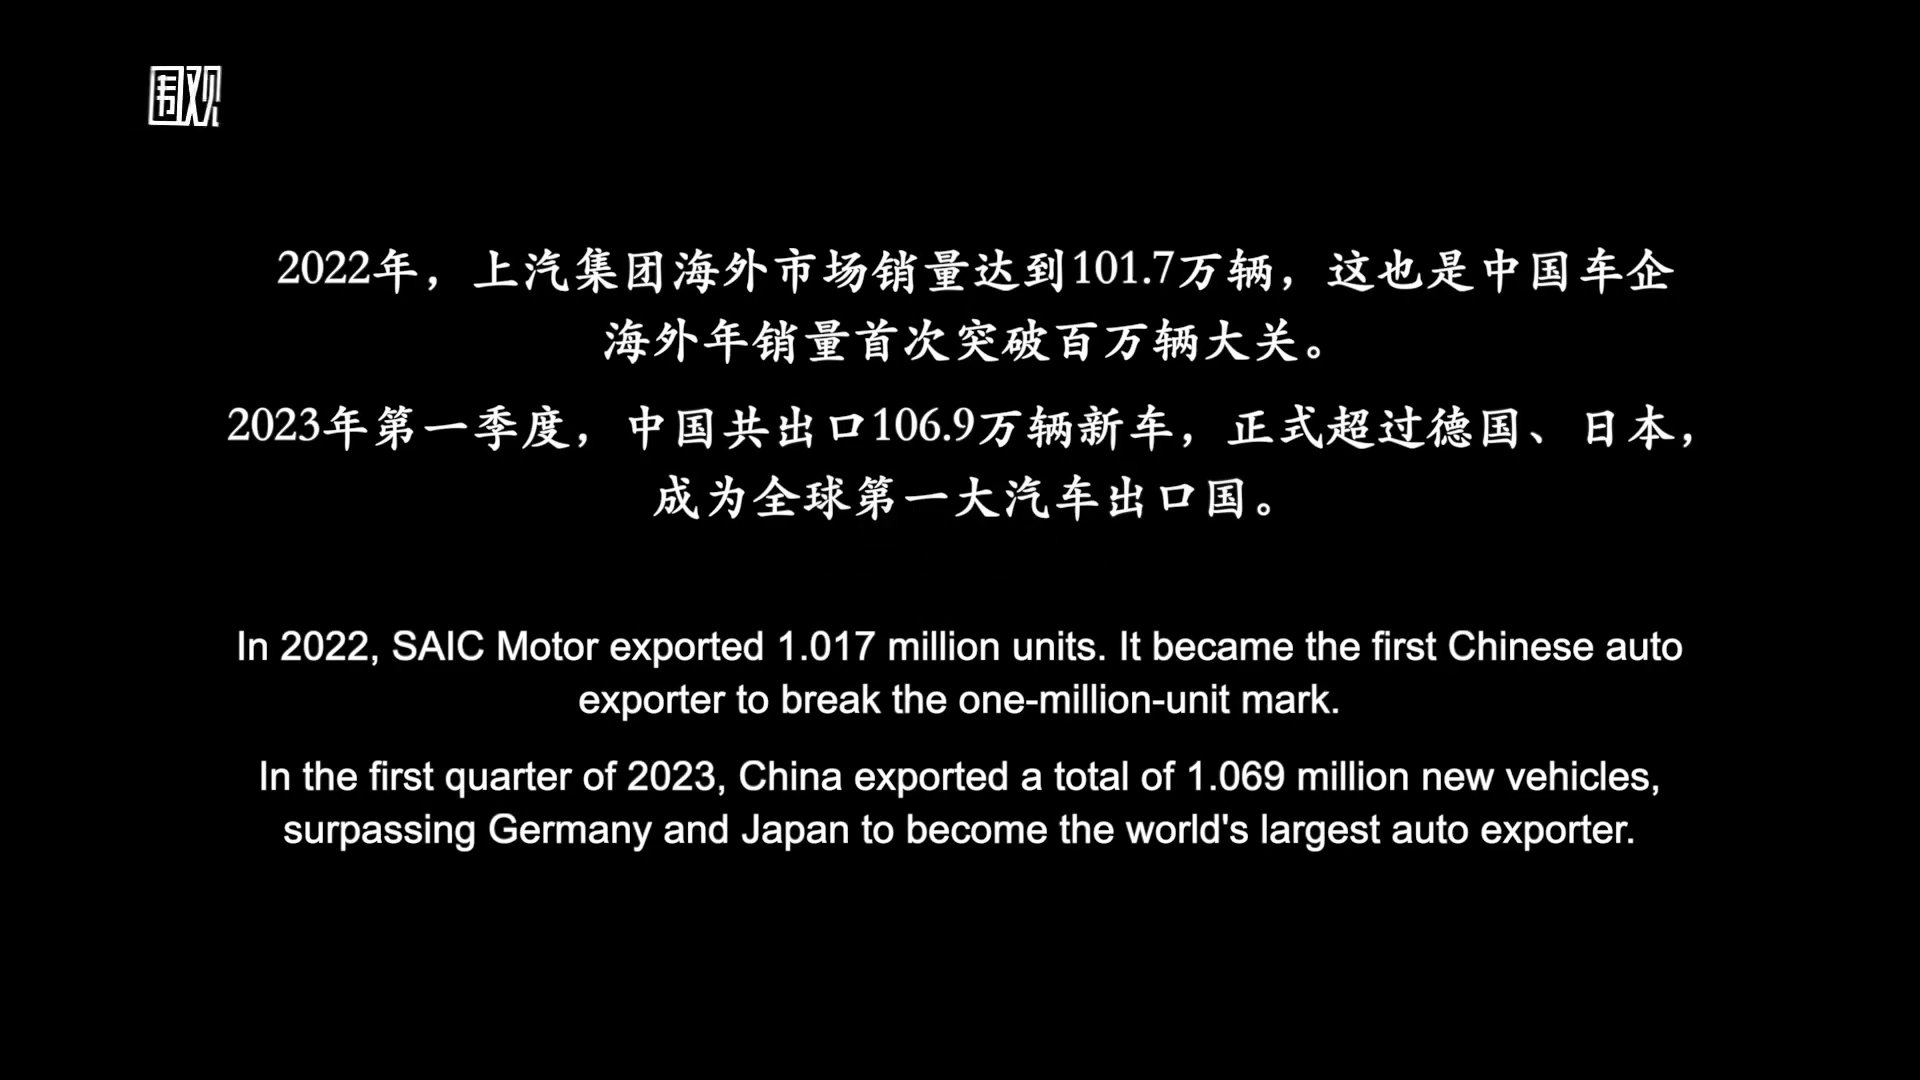 围观
2022年，上汽集团海外市场销量达到101.7万辆，这也是中国车企
海外年销量首次突破百万辆大关。
2023年第一季度，中国共出口106.9万辆新车，正式超过德国、日本，
成为全球第一大汽车出口国。
In 2022, SAIC Motor exported 1.017 million units. It became the first Chinese auto
exporter to break the one-million-unit mark.
In the first quarter of 2023, China exported a total of 1.069 million new vehicles,
surpassing Germany and Japan to become the world's largest auto exporter.